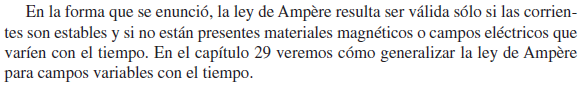 En la forma que se enunció, la ley de Ampère resulta ser válida sólo si las corrien-
tes son estables y si no están presentes materiales magnéticos o campos eléctricos que
varíen con el tiempo. En el capítulo 29 veremos cómo generalizar la ley de Ampère
para campos variables con el tiempo.